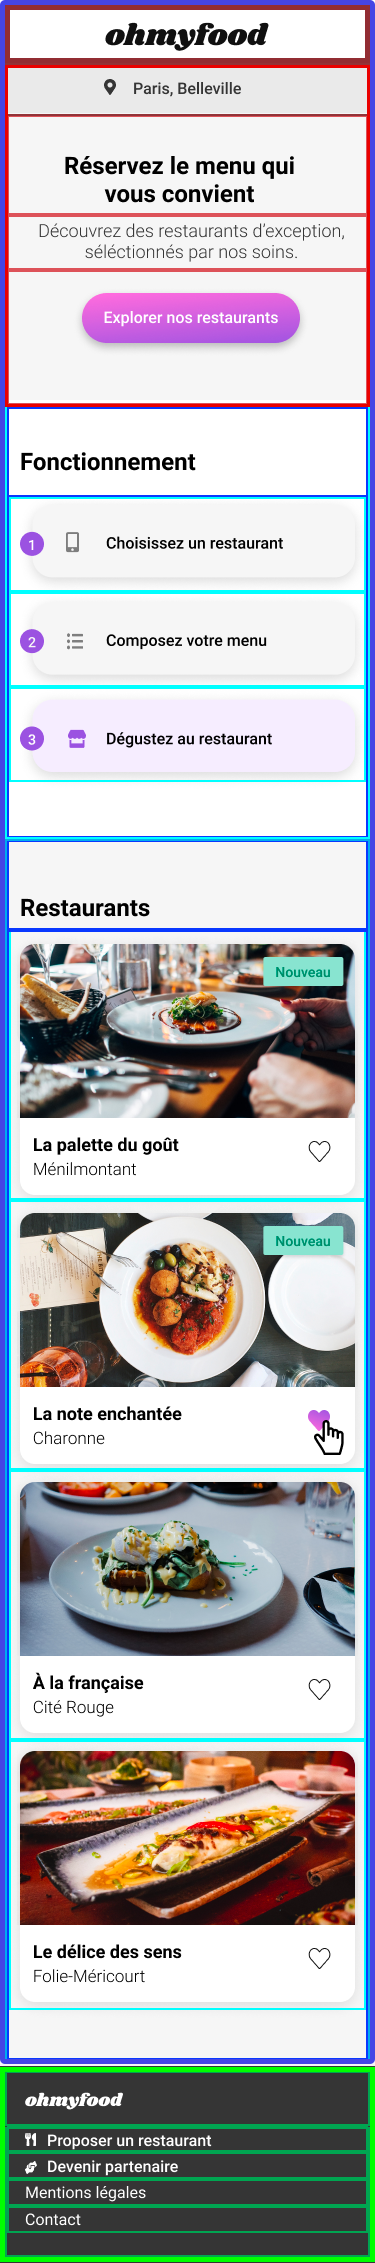 ohmyfood
Paris, Belleville
Réservez le menu qui
vous convient
Découvrez des restaurants d'exception,
séléctionnés par nos soins.
Explorer nos restaurants
Fonctionnement
1 Choisissez un restaurant
2 Composez votre menu
3 Dégustez au restaurant
Restaurants
Nouveau
La palette du goût
Ménilmontant
Nouveau
La note enchantée
Charonne
À la française
Cité Rouge
Le délice des sens
Folie-Méricourt
ohmyfood
Proposer un restaurant
Devenir partenaire
Mentions légales
Contact